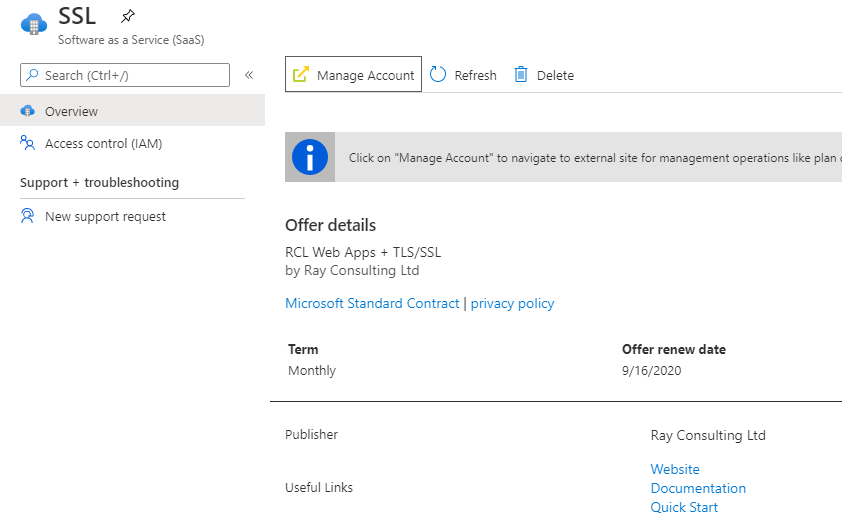 SSL
Software as a Service (SaaS)
Search (Ctrl+/)
«
Overview
Access control (IAM)
Support + troubleshooting
New support request
Manage Account
Refresh
Delete
Click on "Manage Account" to navigate to external site for management operations like plan
Offer details
RCL Web Apps + TLS/SSL
by Ray Consulting Ltd
Microsoft Standard Contract | privacy policy
Term
Offer renew date
Monthly
9/16/2020
Publisher
Ray Consulting Ltd
Useful Links
Website
Documentation
Quick Start